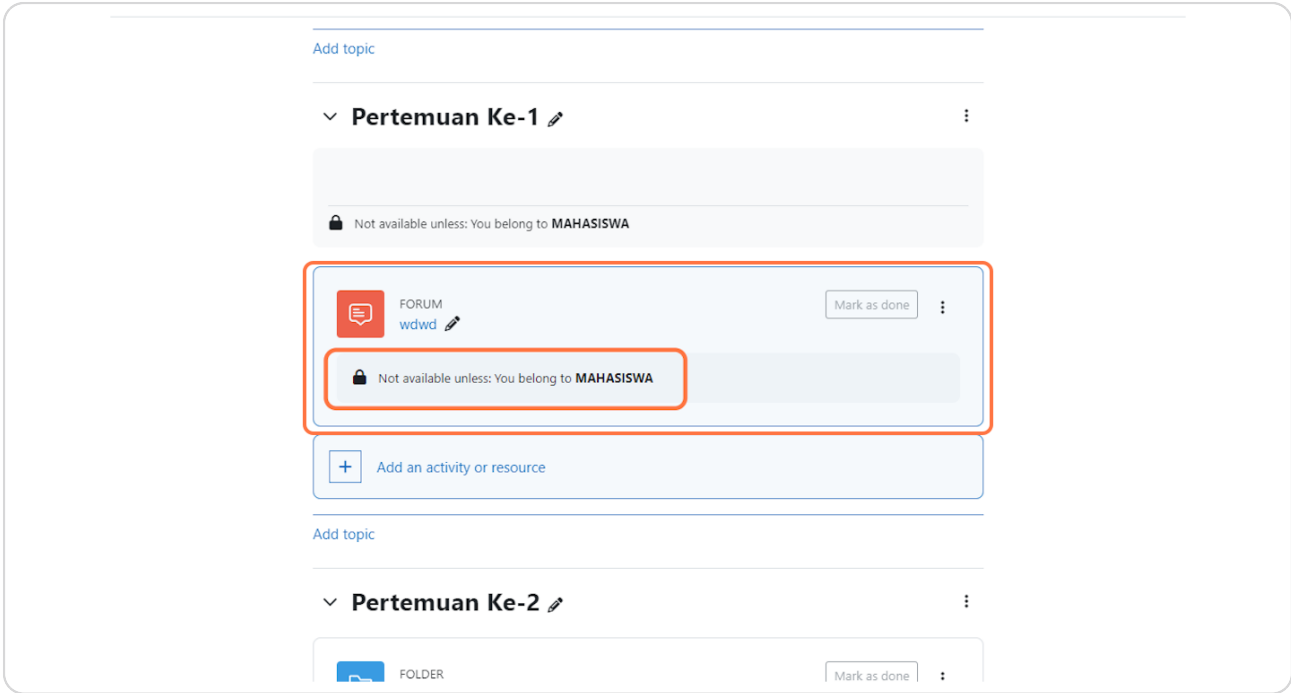 Add topic
Pertemuan Ke-1
Not available unless: You belong to MAHASISWA
FORUM
Mark as done
wdwd
Not available unless: You belong to MAHASISWA
Add an activity or resource
Add topic
Pertemuan Ke-2
FOLDER
Mark as done